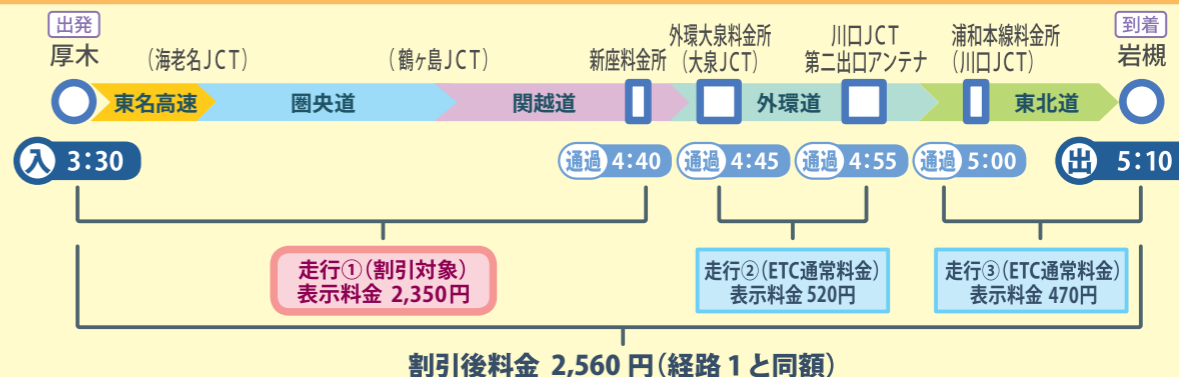 出発
厚木
(海老名JCT)
(鶴ヶ島JCT)
新座料金所
外環大泉料金所
(大泉JCT)
川口JCT
第二出口アンテナ
浦和本線料金所
(川口JCT)
到着
岩槻
東名高速
圏央道
関越道
外環道
東北道
入 3:30
通過 4:40
通過 4:45
通過 4:55
通過 5:00
出 5:10
走行①(割引対象)
表示料金 2,350円
走行②(ETC通常料金)
表示料金 520円
走行③(ETC通常料金)
表示料金 470円
割引後料金 2,560 円(経路 1 と同額)